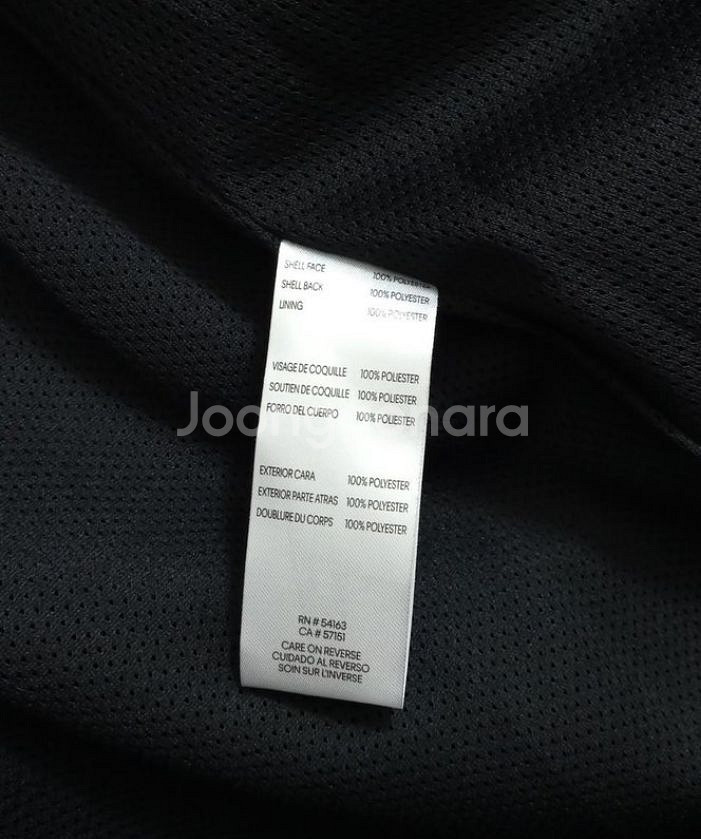 SHELL FACE 100% POLYESTER
SHELL BACK 100% POLYESTER
LINING 100% POLYESTER
VISAGE DE COQUILLE 100% POLIESTER
SOUTIEN DE COQUILLE 100% POLIESTER
FORRO DEL CUERPO 100% POLIESTER
EXTERIOR CARA 100% POLYESTER
EXTERIOR PARTE ATRAS 100% POLYESTER
DOUBLURE DU CORPS 100% POLYESTER
RN # 54163
CA # 57151
CARE ON REVERSE
CUIDADO AL REVERSO
SOIN SUR L'INVERSE